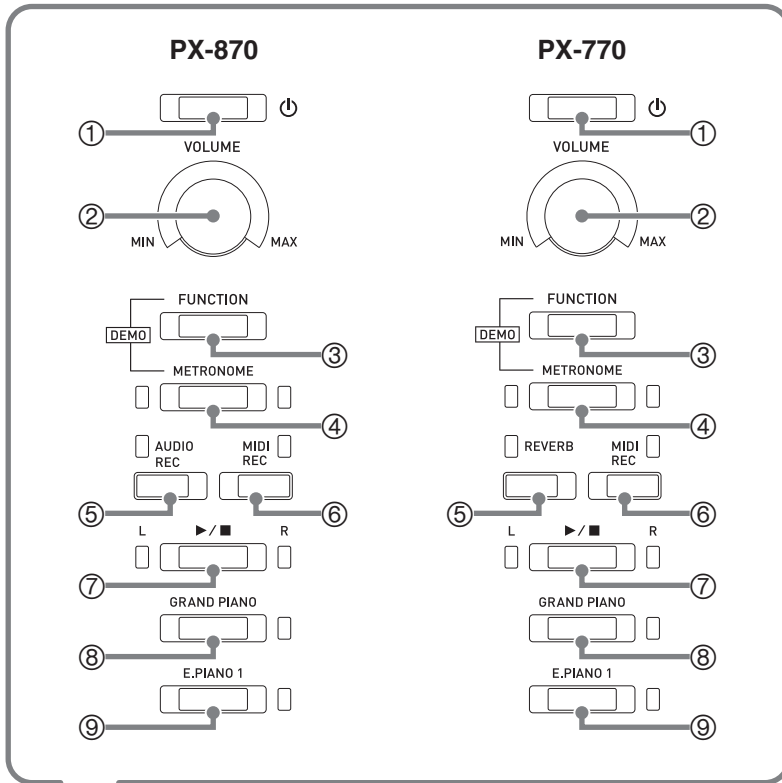 PX-870
①
VOLUME
②
MIN MAX
FUNCTION
DEMO
③
METRONOME
④
AUDIO REC
MIDI REC
⑤ ⑥
L ▶/■ R
⑦
GRAND PIANO
⑧
E.PIANO 1
⑨
PX-770
①
VOLUME
②
MIN MAX
FUNCTION
DEMO
③
METRONOME
④
REVERB
MIDI REC
⑤ ⑥
L ▶/■ R
⑦
GRAND PIANO
⑧
E.PIANO 1
⑨